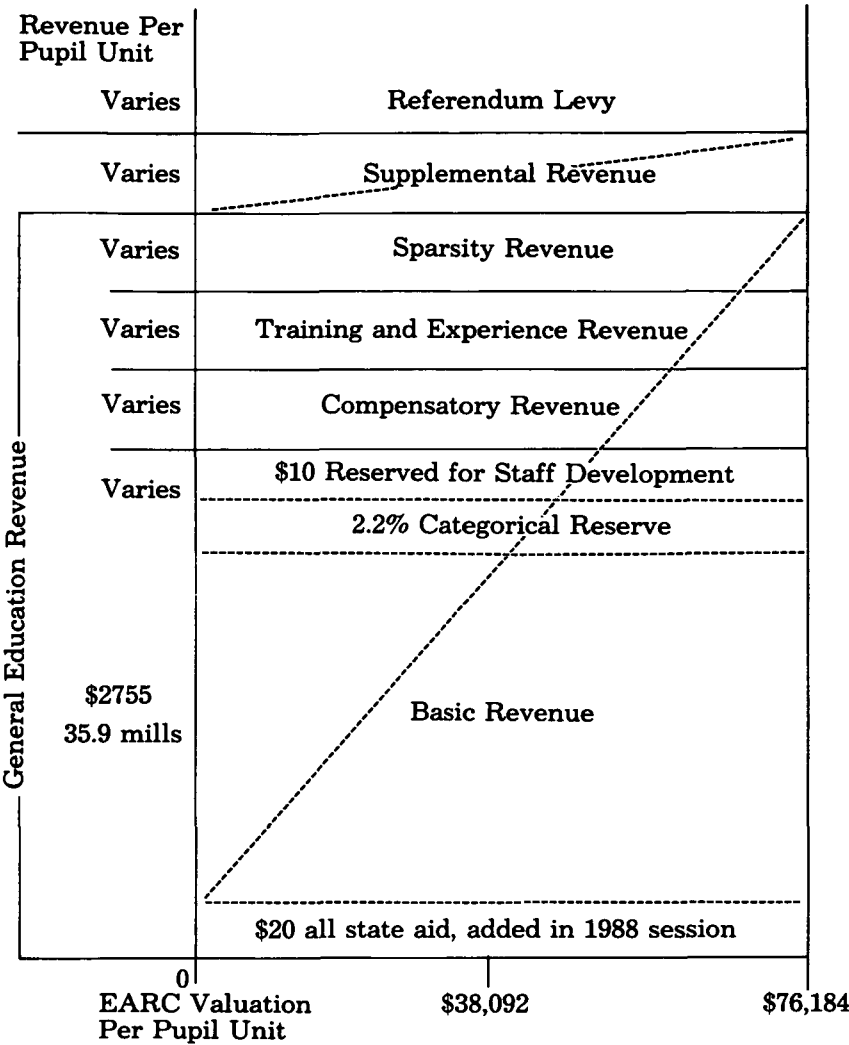 Revenue Per
Pupil Unit
Varies
Referendum Levy
Varies
Supplemental Revenue
Varies
Sparsity Revenue
Varies
Training and Experience Revenue
Varies
Compensatory Revenue
Varies
$10 Reserved for Staff Development
2.2% Categorical Reserve
General Education Revenue
$2755
35.9 mills
Basic Revenue
$20 all state aid, added in 1988 session
0
EARC Valuation
Per Pupil Unit
$38,092
$76,184